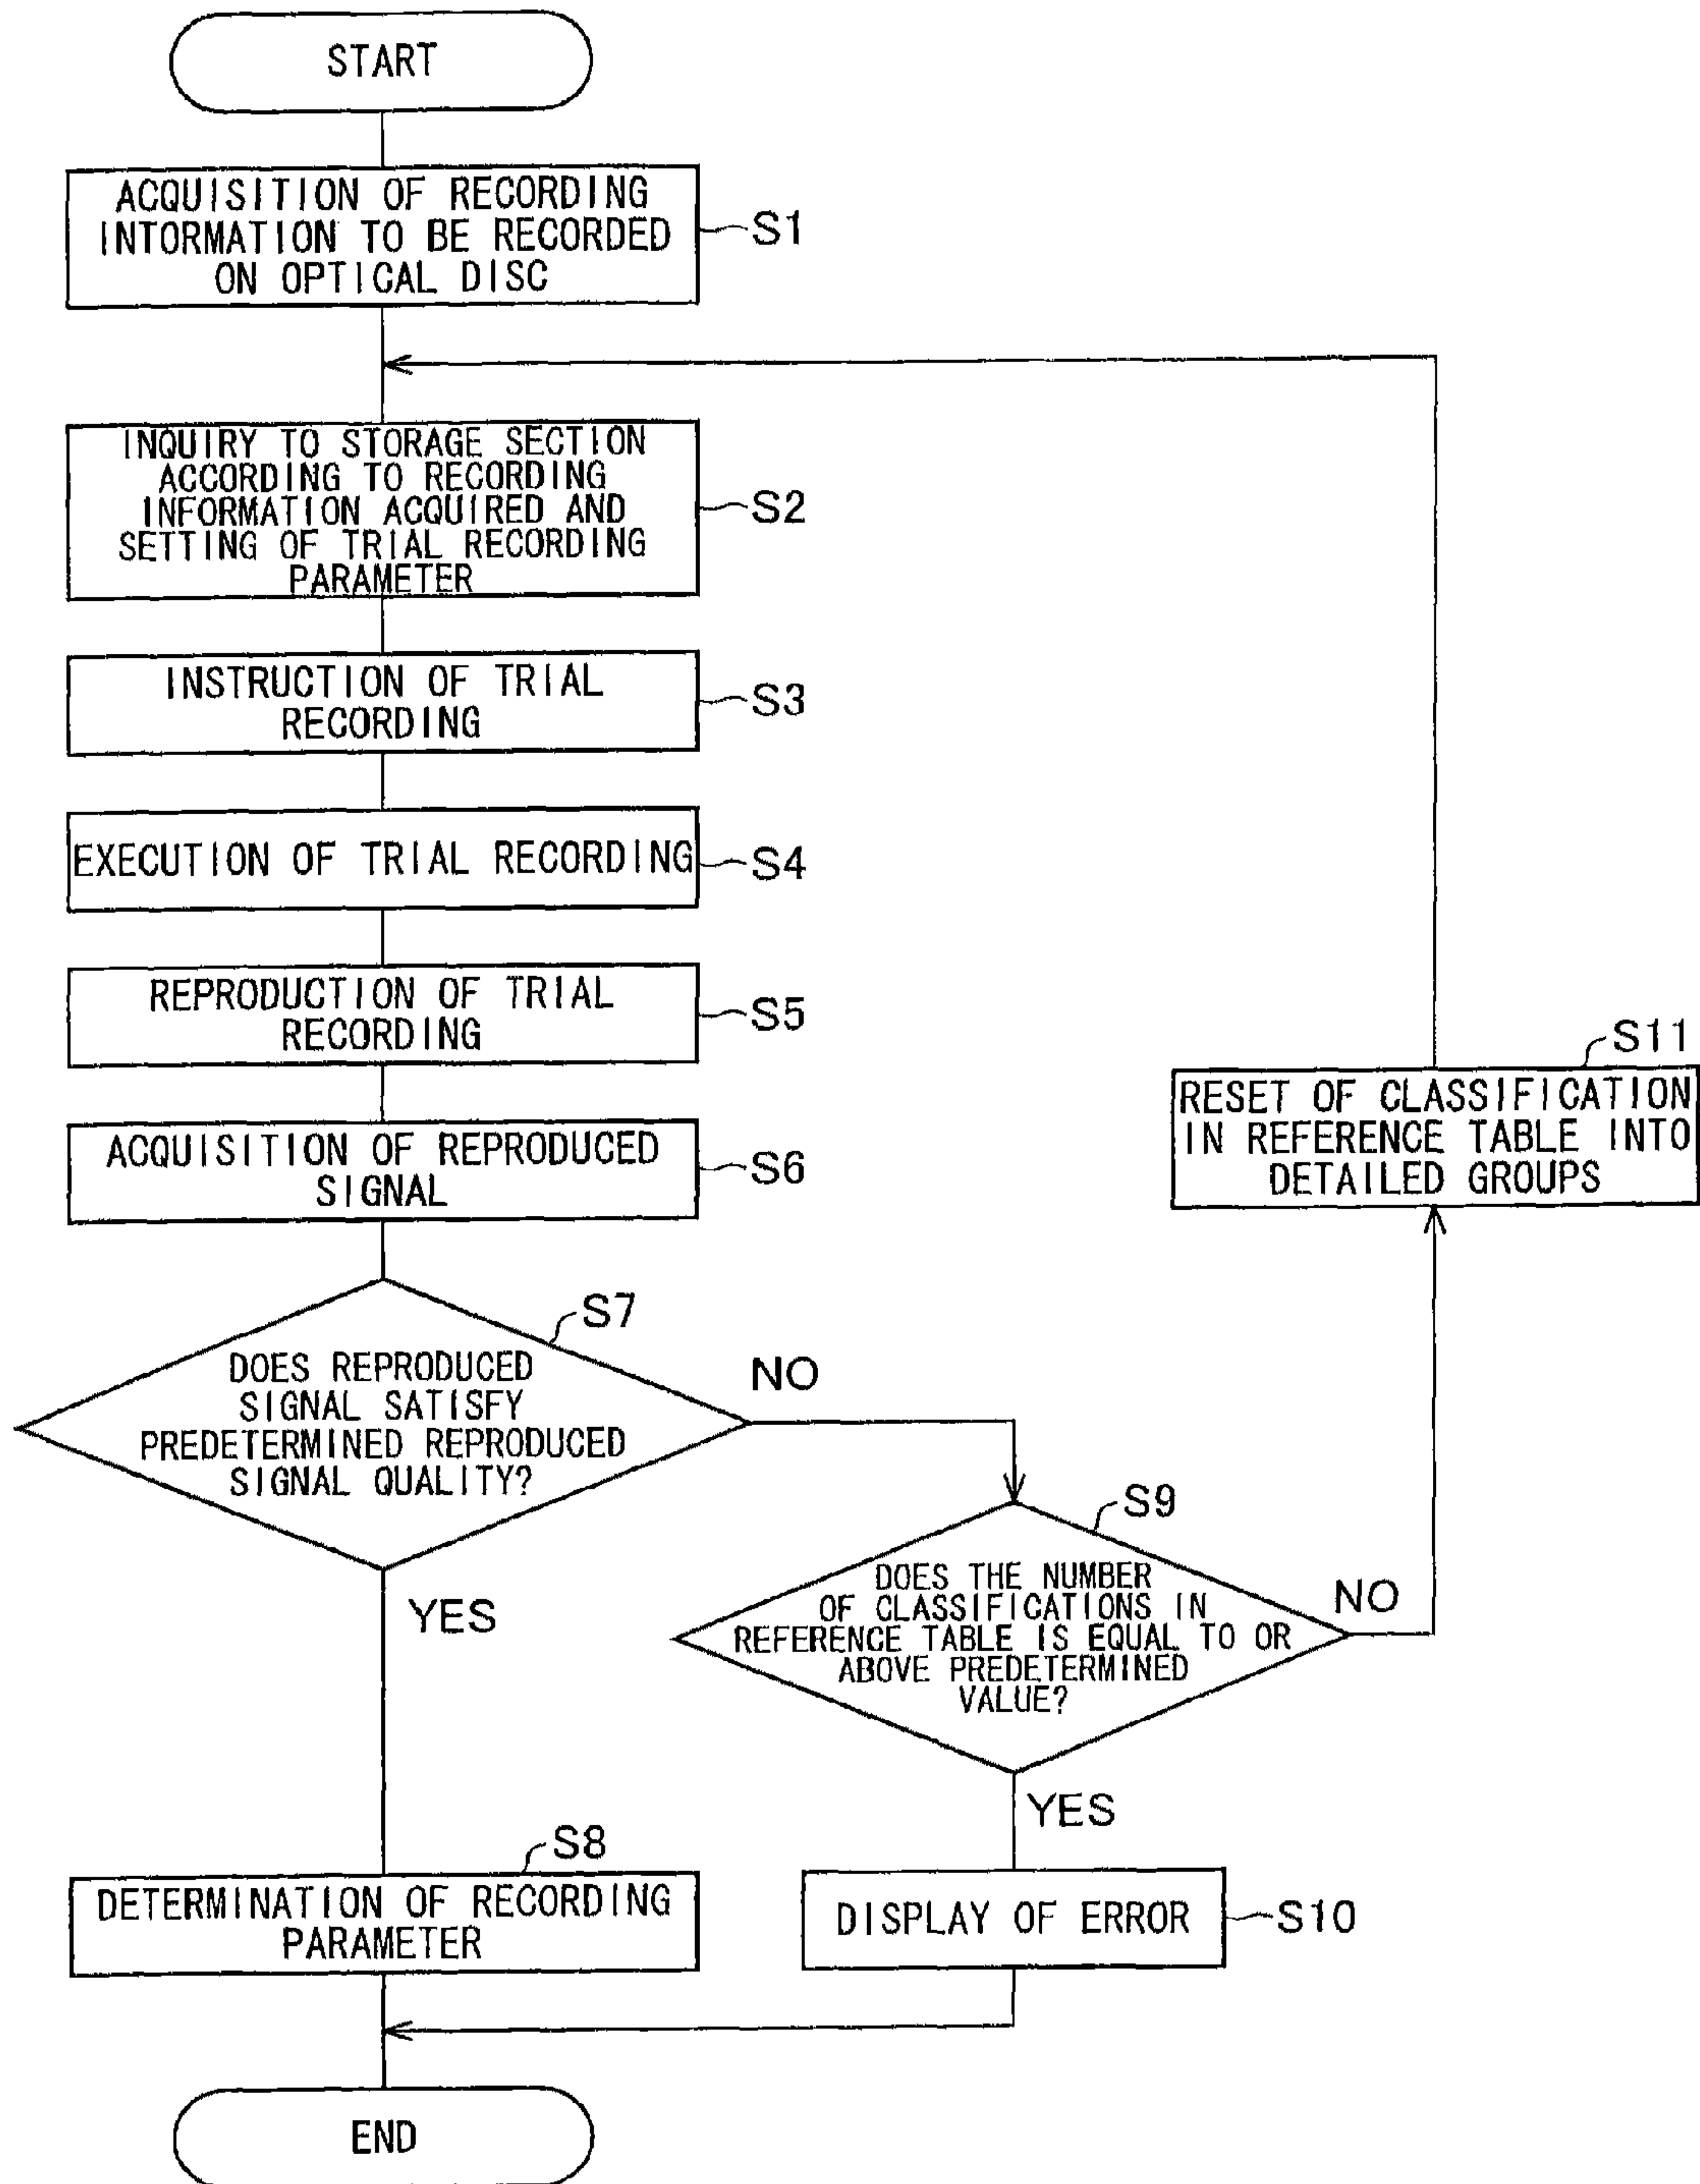 START
ACQUISITION OF RECORDING
INTORMATION TO BE RECORDED
ON OPTICAL DISC
S1
INQUIRY TO STORAGE SECTION
ACCORDING TO RECORDING
INFORMATION ACQUIRED AND
SETTING OF TRIAL RECORDING
PARAMETER
S2
INSTRUCTION OF TRIAL
RECORDING
S3
EXECUTION OF TRIAL RECORDING
S4
REPRODUCTION OF TRIAL
RECORDING
S5
ACQUISITION OF REPRODUCED
SIGNAL
S6
S7
DOES REPRODUCED
SIGNAL SATISFY
PREDETERMINED REPRODUCED
SIGNAL QUALITY?
NO
YES
S8
DETERMINATION OF RECORDING
PARAMETER
S9
DOES THE NUMBER
OF CLASSIFICATIONS IN
REFERENCE TABLE IS EQUAL TO OR
ABOVE PREDETERMINED
VALUE?
NO
YES
DISPLAY OF ERROR
S10
S11
RESET OF CLASSIFICATION
IN REFERENCE TABLE INTO
DETAILED GROUPS
END